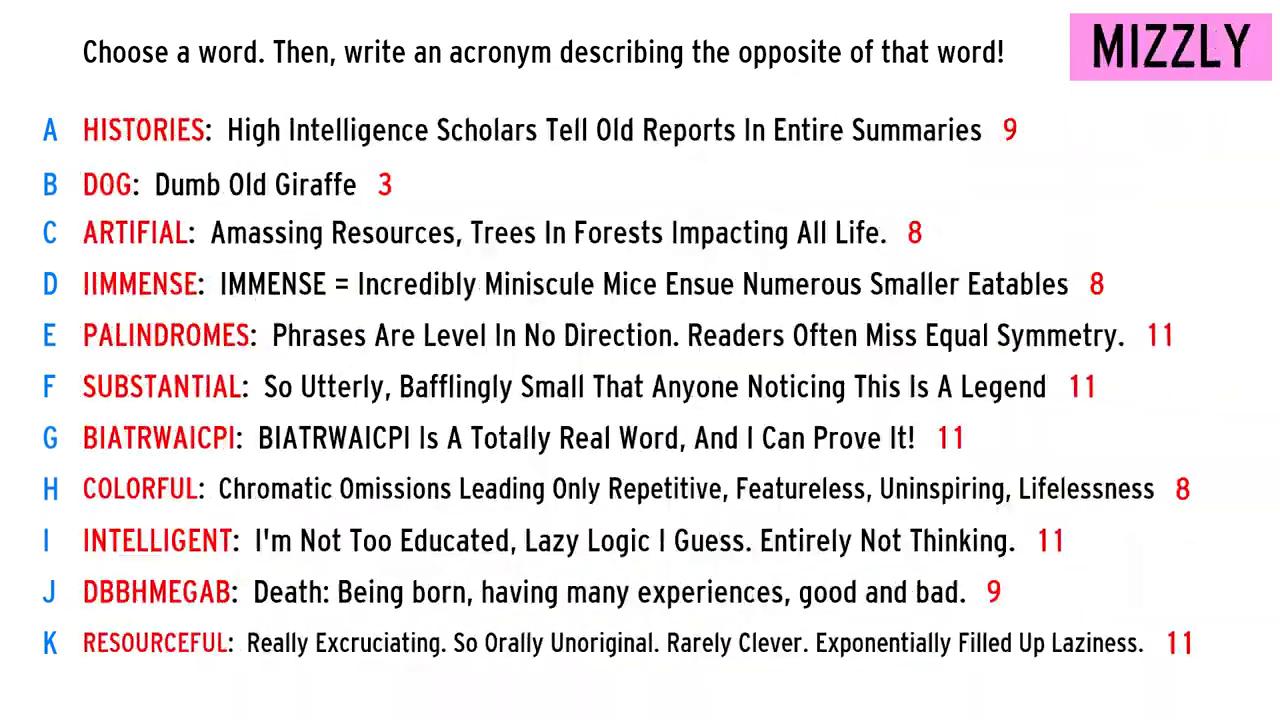 Choose a word. Then, write an acronym describing the opposite of that word!
MIZZLY
A HISTORIES: High Intelligence Scholars Tell Old Reports In Entire Summaries 9
B DOG: Dumb Old Giraffe 3
C ARTIFIAL: Amassing Resources, Trees In Forests Impacting All Life. 8
D IIMMENSE: IMMENSE = Incredibly Miniscule Mice Ensue Numerous Smaller Eatables 8
E PALINDROMES: Phrases Are Level In No Direction. Readers Often Miss Equal Symmetry. 11
F SUBSTANTIAL: So Utterly, Bafflingly Small That Anyone Noticing This Is A Legend 11
G BIATRWAICPI: BIATRWAICPI Is A Totally Real Word, And I Can Prove It! 11
H COLORFUL: Chromatic Omissions Leading Only Repetitive, Featureless, Uninspiring, Lifelessness 8
I INTELLIGENT: I'm Not Too Educated, Lazy Logic I Guess. Entirely Not Thinking. 11
J DBBHMEGAB: Death: Being born, having many experiences, good and bad. 9
K RESOURCEFUL: Really Excruciating. So Orally Unoriginal. Rarely Clever. Exponentially Filled Up Laziness. 11